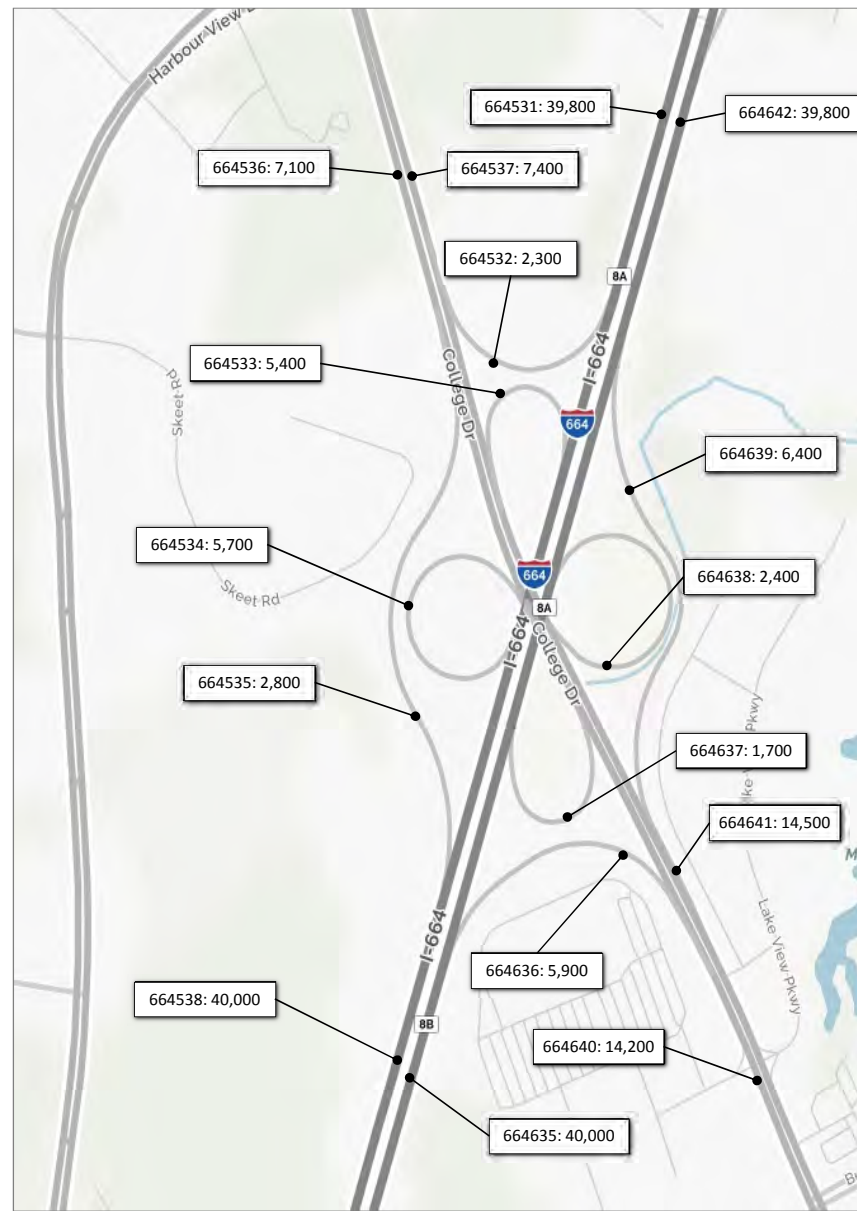 Harbour View
664531: 39,800
664642: 39,800
664536: 7,100
664537: 7,400
664532: 2,300
8A
I-664
664533: 5,400
College Dr
Skeet Rd
664
664639: 6,400
664534: 5,700
664
664638: 2,400
Skeet Rd
8A
I-664
College Dr
664535: 2,800
Pkwy
664637: 1,700
664641: 14,500
I-664
Lake View Pkwy
664636: 5,900
664538: 40,000
8B
664640: 14,200
664635: 40,000